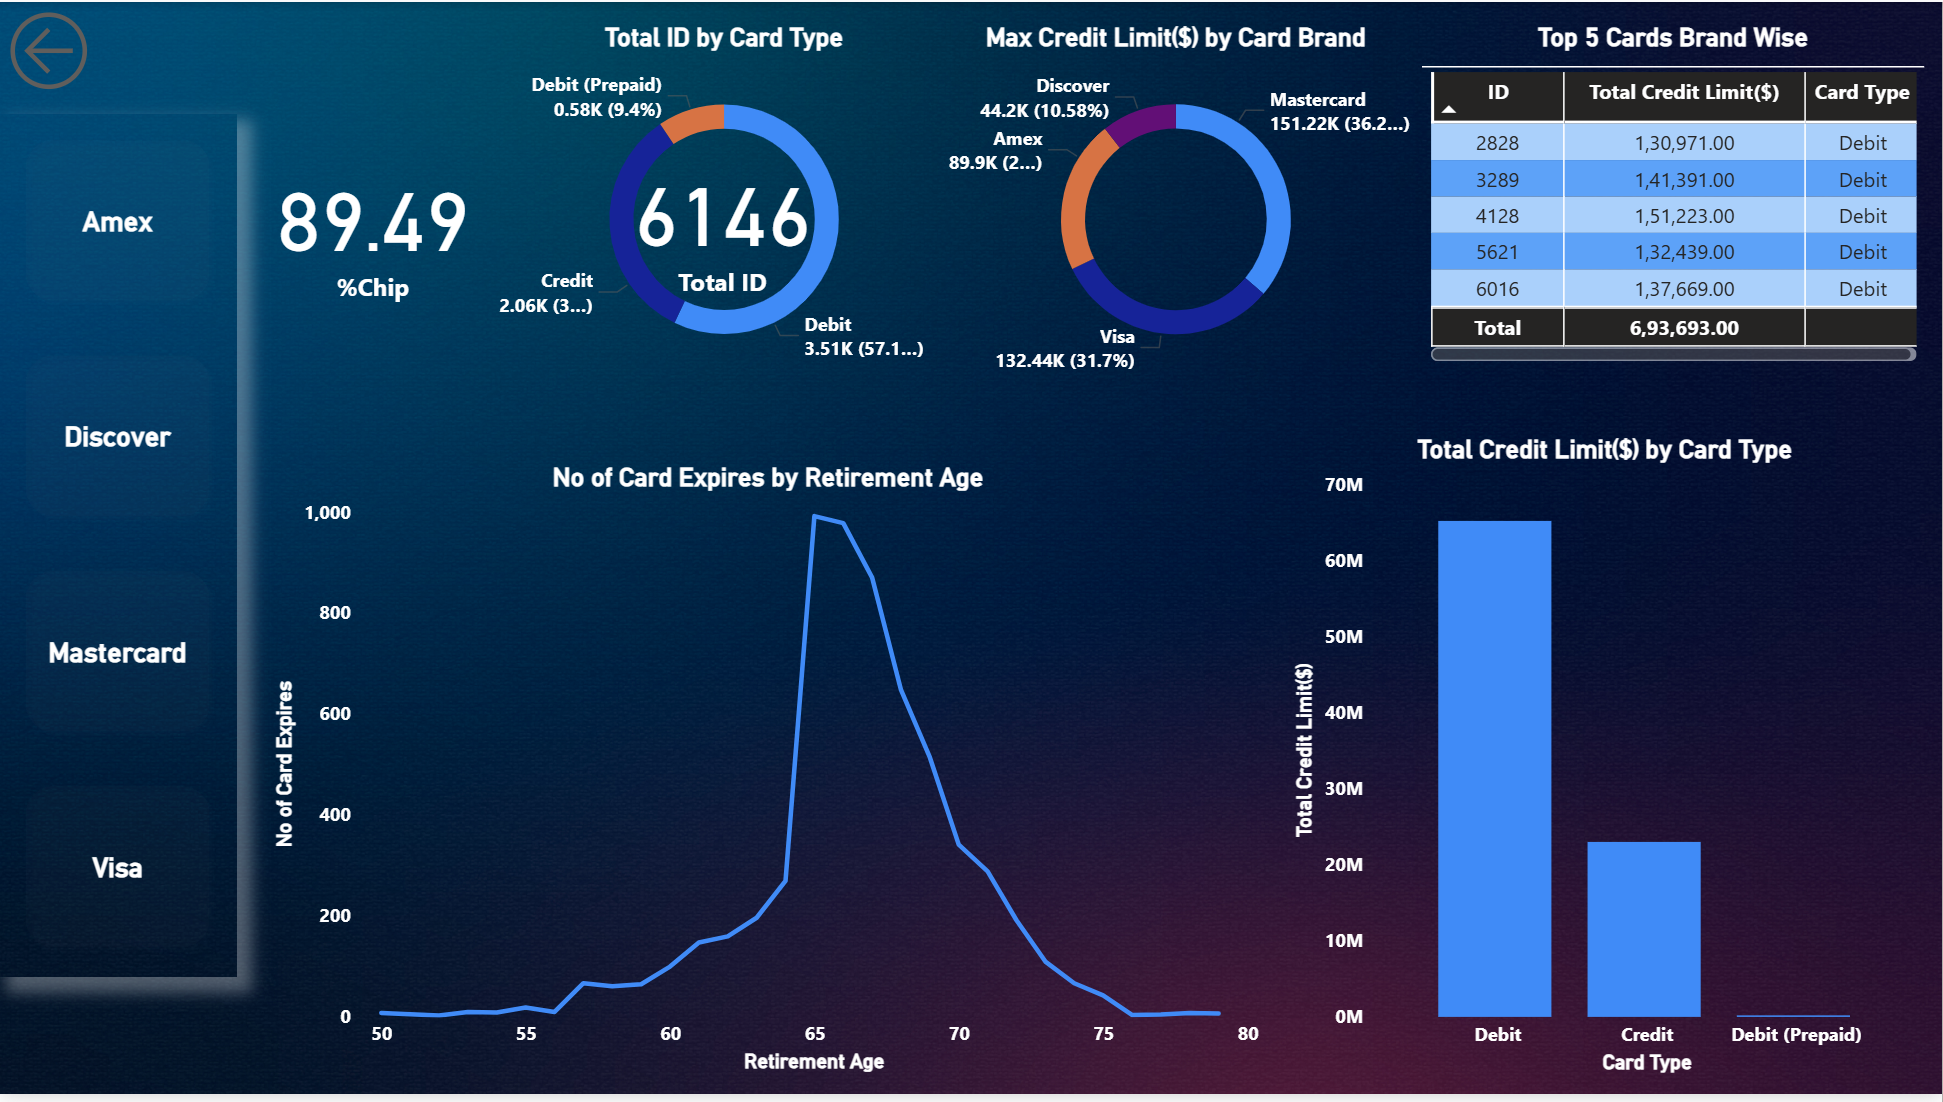 Amex
Discover
Mastercard
Visa
89.49
%Chip
Total ID by Card Type
Debit (Prepaid)
0.58K (9.4%)
6146
Total ID
Credit
2.06K (3...)
Debit
3.51K (57.1...)
Max Credit Limit($) by Card Brand
Discover
44.2K (10.58%)
Mastercard
151.22K (36.2...)
Amex
89.9K (2...)
Visa
132.44K (31.7%)
Top 5 Cards Brand Wise
ID Total Credit Limit($) Card Type
2828 1,30,971.00 Debit
3289 1,41,391.00 Debit
4128 1,51,223.00 Debit
5621 1,32,439.00 Debit
6016 1,37,669.00 Debit
Total 6,93,693.00
No of Card Expires by Retirement Age
No of Card Expires
1,000
800
600
400
200
0
50 55 60 65 70 75 80
Retirement Age
Total Credit Limit($) by Card Type
Total Credit Limit($)
70M
60M
50M
40M
30M
20M
10M
0M
Debit Credit Debit (Prepaid)
Card Type